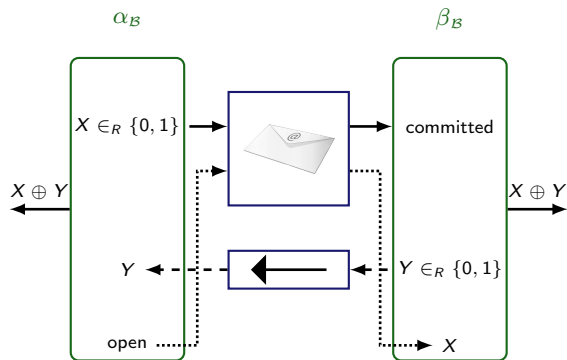 α_ℬ
β_ℬ
X ∈_R {0, 1}
@
committed
X ⊕ Y
X ⊕ Y
Y
Y ∈_R {0, 1}
open
X